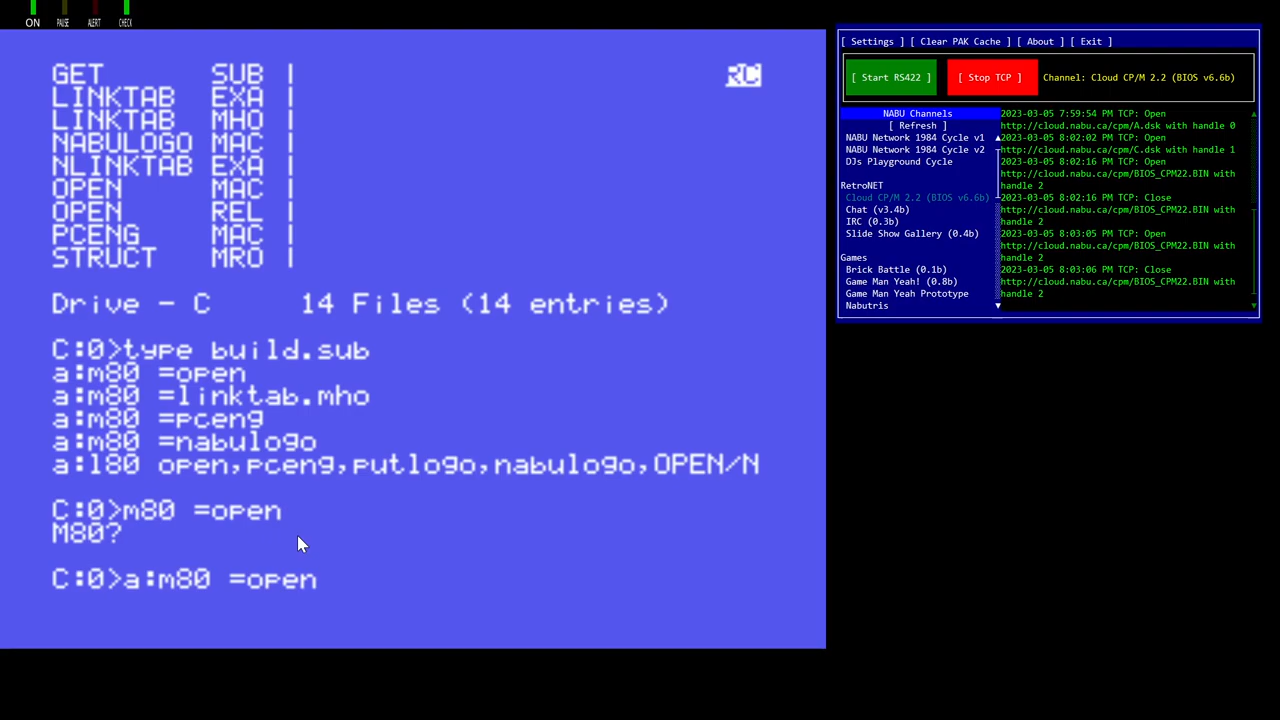 ON PAUSE ALERT CHECK
GET SUB |
LINKTAB EXA |
LINKTAB MHO |
NABULOGO MAC |
NLINKTAB EXA |
OPEN MAC |
OPEN REL |
PCENG MAC |
STRUCT MRO |
RC
Drive - C 14 Files (14 entries)
C:0>type build.sub
a:m80 =open
a:m80 =linktab.mho
a:m80 =pceng
a:m80 =nabulogo
a:l80 open,pceng,putlogo,nabulogo,OPEN/N
C:0>m80 =open
M80?
C:0>a:m80 =open
[ Settings ] [ Clear PAK Cache ] [ About ] [ Exit ]
[ Start RS422 ] [ Stop TCP ] Channel: Cloud CP/M 2.2 (BIOS v6.6b)
NABU Channels
[ Refresh ]
NABU Network 1984 Cycle v1
NABU Network 1984 Cycle v2
DJs Playground Cycle
RetroNET
Cloud CP/M 2.2 (BIOS v6.6b)
Chat (v3.4b)
IRC (0.3b)
Slide Show Gallery (0.4b)
Games
Brick Battle (0.1b)
Game Man Yeah! (0.8b)
Game Man Yeah Prototype
Nabutris
2023-03-05 7:59:54 PM TCP: Open
http://cloud.nabu.ca/cpm/A.dsk with handle 0
2023-03-05 8:02:02 PM TCP: Open
http://cloud.nabu.ca/cpm/C.dsk with handle 1
2023-03-05 8:02:16 PM TCP: Open
http://cloud.nabu.ca/cpm/BIOS_CPM22.BIN with
handle 2
2023-03-05 8:02:16 PM TCP: Close
http://cloud.nabu.ca/cpm/BIOS_CPM22.BIN with
handle 2
2023-03-05 8:03:05 PM TCP: Open
http://cloud.nabu.ca/cpm/BIOS_CPM22.BIN with
handle 2
2023-03-05 8:03:06 PM TCP: Close
http://cloud.nabu.ca/cpm/BIOS_CPM22.BIN with
handle 2